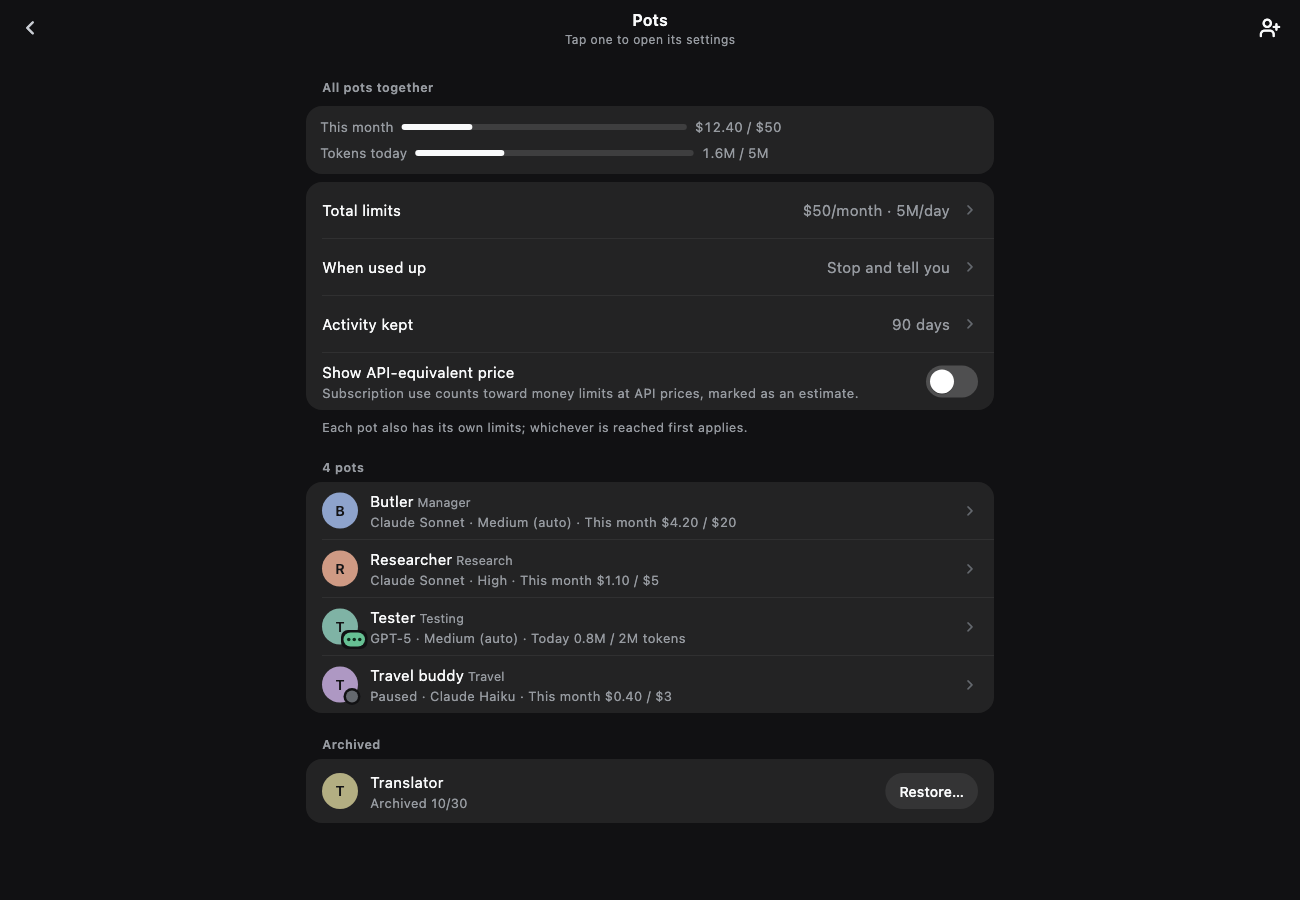 Pots
Tap one to open its settings
All pots together
This month $12.40 / $50
Tokens today 1.6M / 5M
Total limits $50/month · 5M/day
When used up Stop and tell you
Activity kept 90 days
Show API-equivalent price
Subscription use counts toward money limits at API prices, marked as an estimate.
Each pot also has its own limits; whichever is reached first applies.
4 pots
B
Butler Manager
Claude Sonnet · Medium (auto) · This month $4.20 / $20
R
Researcher Research
Claude Sonnet · High · This month $1.10 / $5
T
Tester Testing
GPT-5 · Medium (auto) · Today 0.8M / 2M tokens
T
Travel buddy Travel
Paused · Claude Haiku · This month $0.40 / $3
Archived
T
Translator
Archived 10/30
Restore...